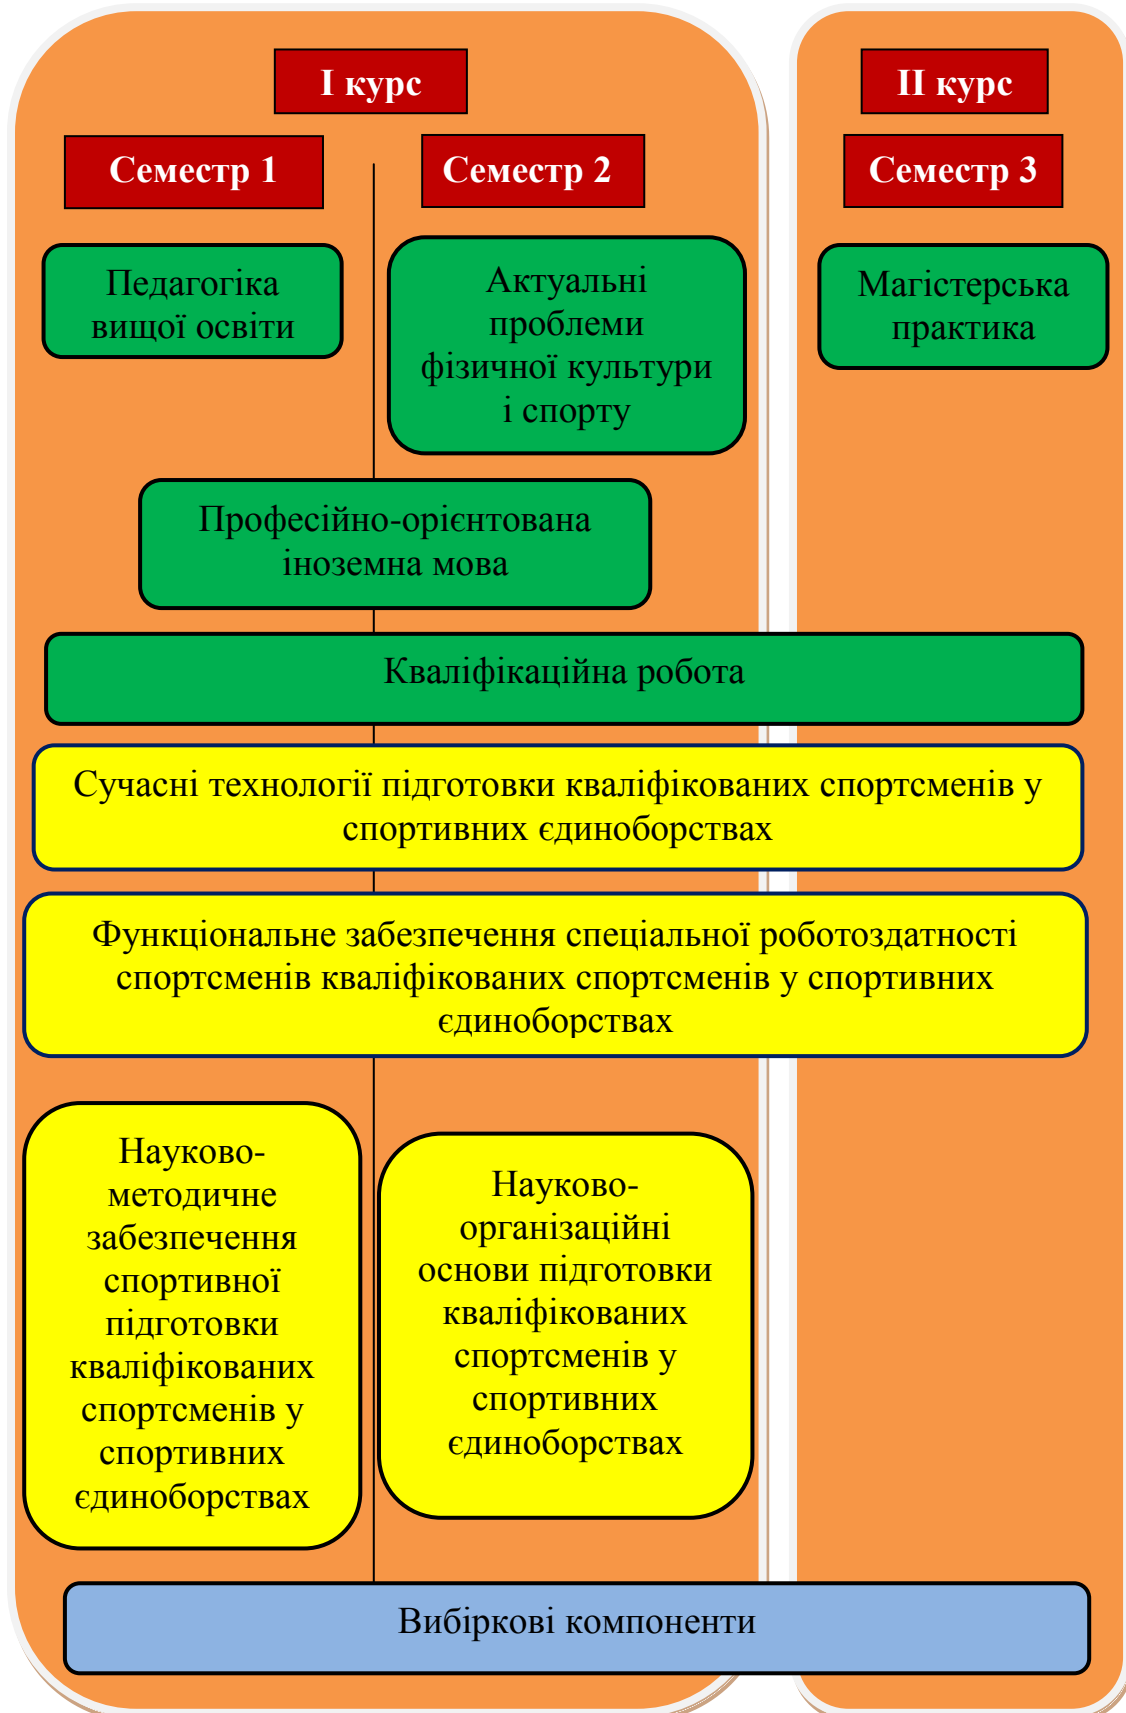 І курс
ІІ курс
Семестр 1
Семестр 2
Семестр 3
Педагогіка
вищої освіти
Актуальні
проблеми
фізичної культури
і спорту
Магістерська
практика
Професійно-орієнтована
іноземна мова
Кваліфікаційна робота
Сучасні технології підготовки кваліфікованих спортсменів у
спортивних єдиноборствах
Функціональне забезпечення спеціальної роботоздатності
спортсменів кваліфікованих спортсменів у спортивних
єдиноборствах
Науково-
методичне
забезпечення
спортивної
підготовки
кваліфікованих
спортсменів у
спортивних
єдиноборствах
Науково-
організаційні
основи підготовки
кваліфікованих
спортсменів у
спортивних
єдиноборствах
Вибіркові компоненти